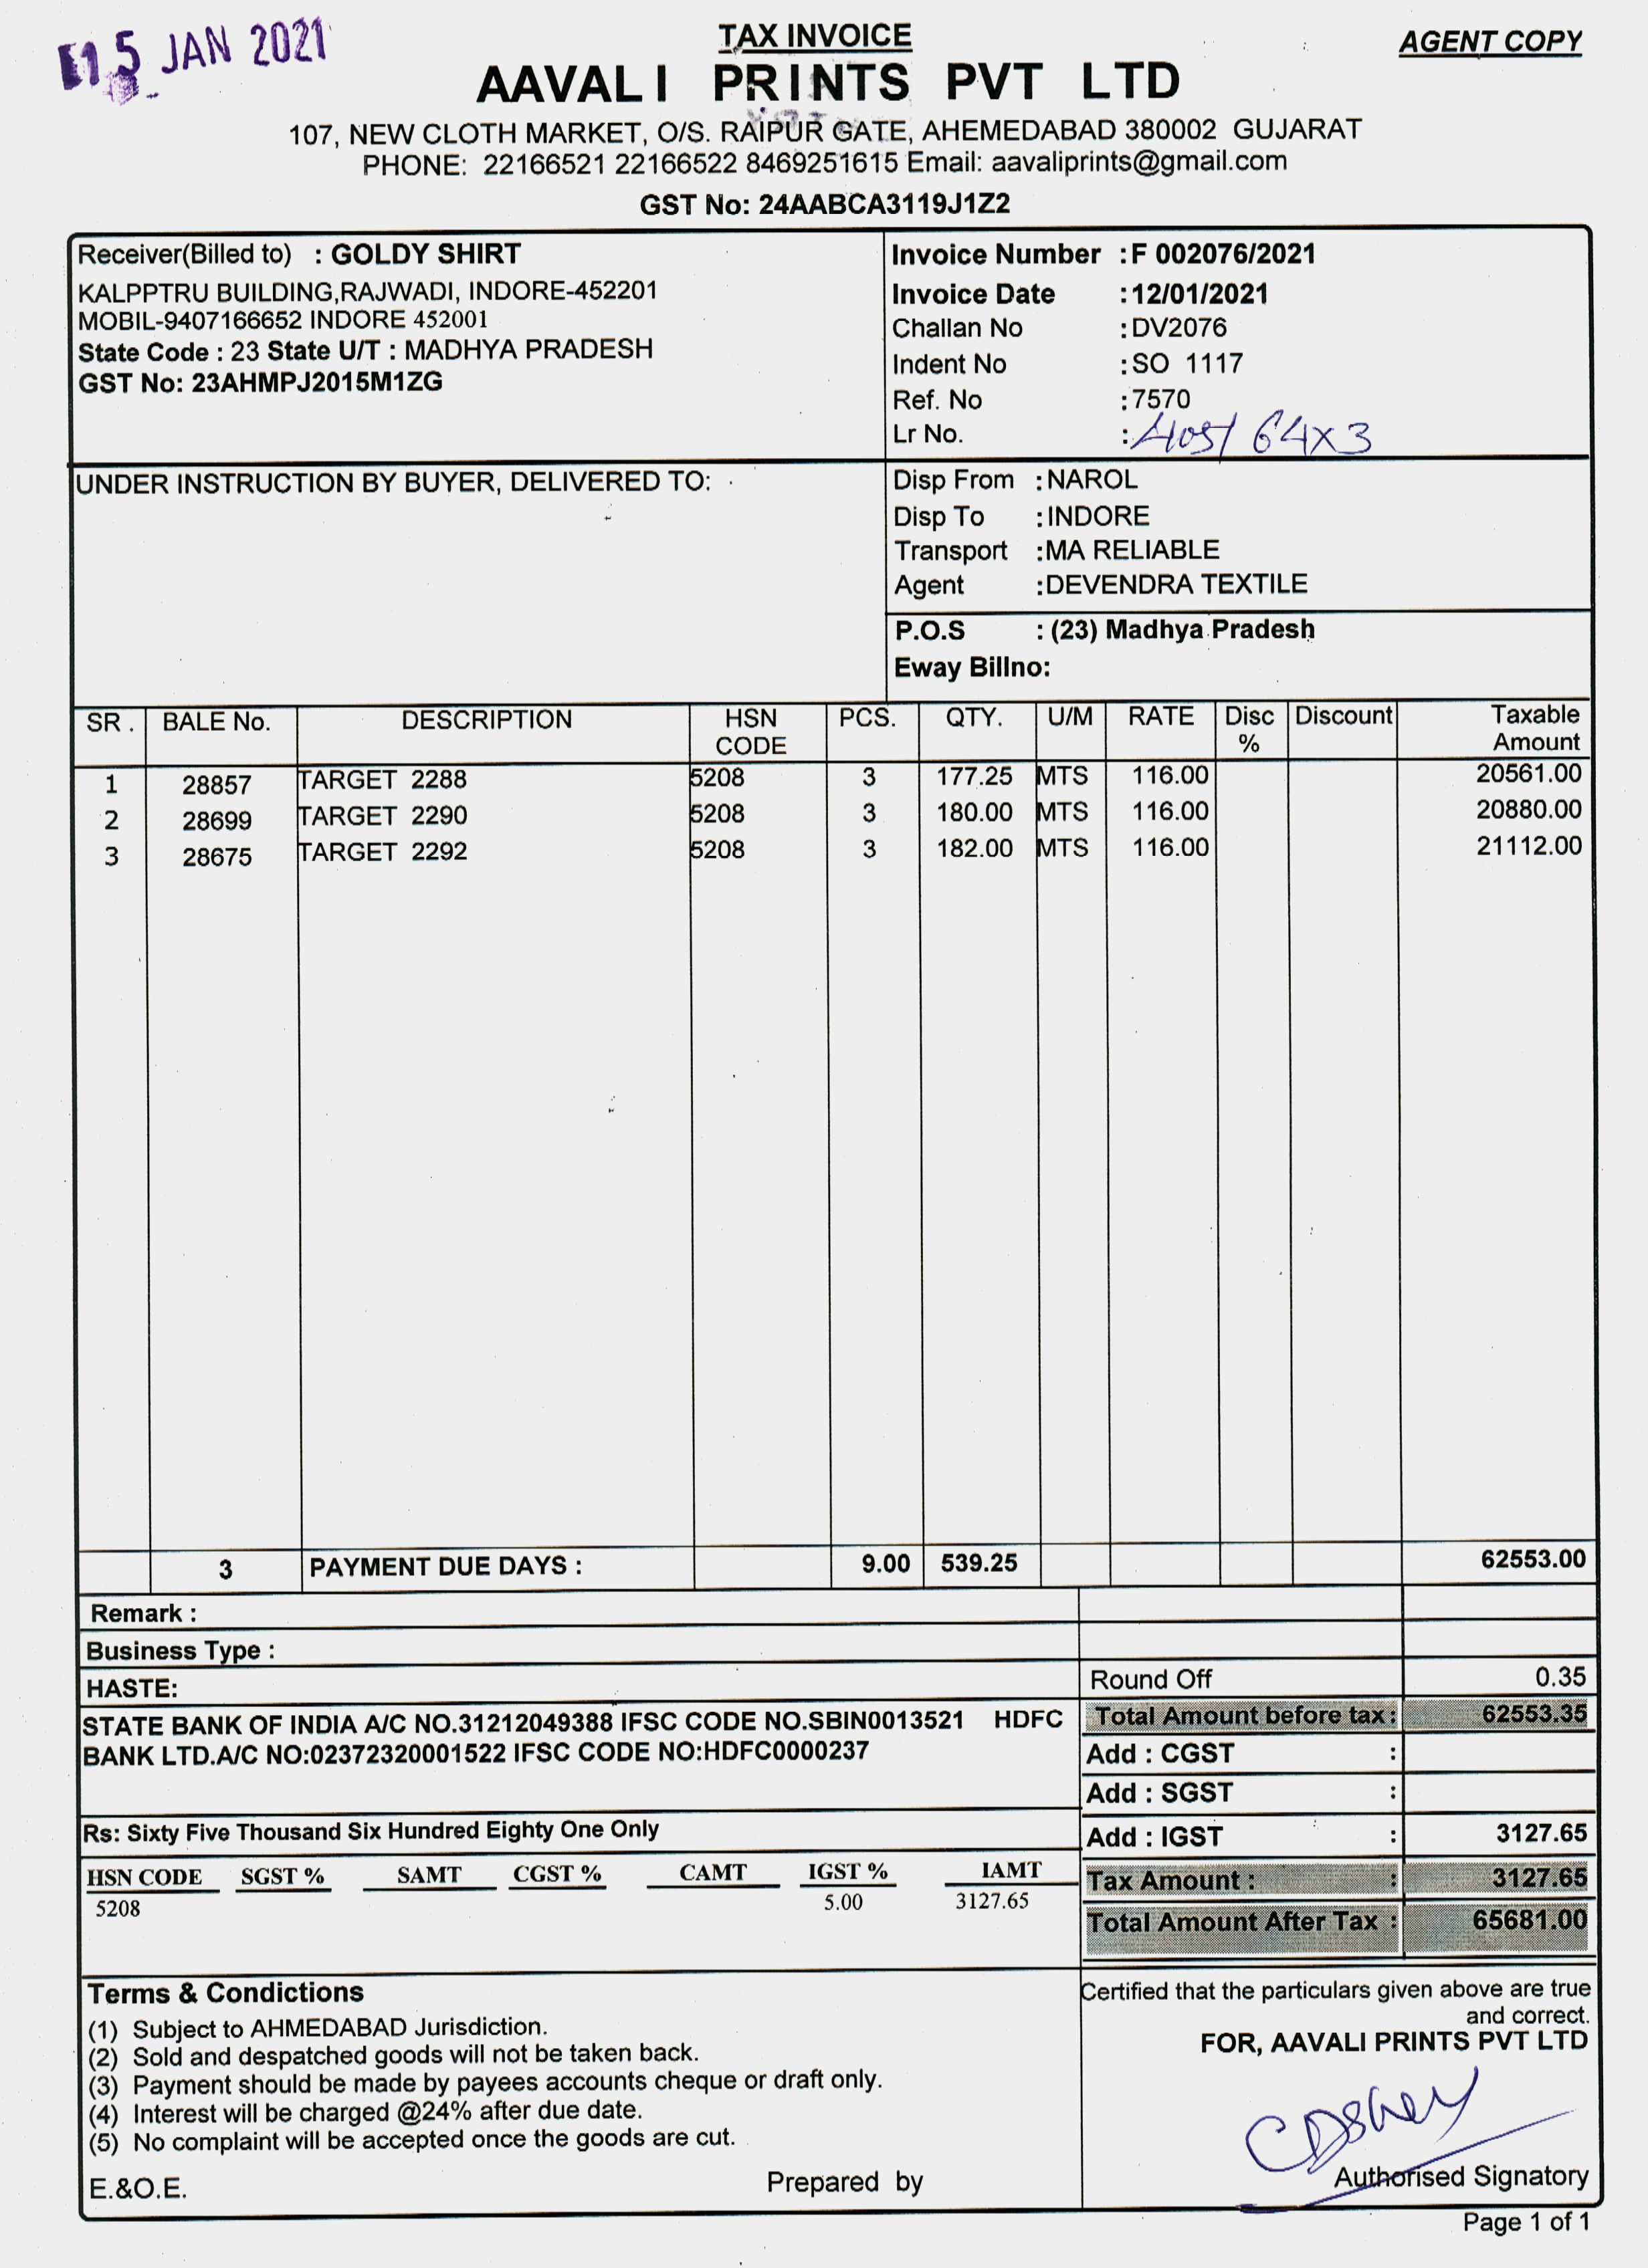 15 JAN 2021
TAX INVOICE
AGENT COPY
AAVALI PRINTS PVT LTD
107, NEW CLOTH MARKET, O/S. RAIPUR GATE, AHEMEDABAD 380002 GUJARAT
PHONE: 22166521 22166522 8469251615 Email: aavaliprints@gmail.com
GST No: 24AABCA3119J1Z2
Receiver(Billed to) : GOLDY SHIRT
KALPPTRU BUILDING,RAJWADI, INDORE-452201
MOBIL-9407166652 INDORE 452001
State Code : 23 State U/T : MADHYA PRADESH
GST No: 23AHMPJ2015M1ZG
Invoice Number : F 002076/2021
Invoice Date : 12/01/2021
Challan No : DV2076
Indent No : SO 1117
Ref. No : 7570
Lr No. : 64x3
UNDER INSTRUCTION BY BUYER, DELIVERED TO:
Disp From : NAROL
Disp To : INDORE
Transport : MA RELIABLE
Agent : DEVENDRA TEXTILE
P.O.S : (23) Madhya Pradesh
Eway Billno:
SR. BALE No. DESCRIPTION HSN CODE PCS. QTY. U/M RATE Disc % Discount Taxable Amount
1 28857 TARGET 2288 5208 3 177.25 MTS 116.00 20561.00
2 28699 TARGET 2290 5208 3 180.00 MTS 116.00 20880.00
3 28675 TARGET 2292 5208 3 182.00 MTS 116.00 21112.00
3 PAYMENT DUE DAYS : 9.00 539.25 62553.00
Remark :
Business Type :
HASTE:
Round Off 0.35
STATE BANK OF INDIA A/C NO.31212049388 IFSC CODE NO.SBIN0013521 HDFC
BANK LTD.A/C NO:02372320001522 IFSC CODE NO:HDFC0000237
Total Amount before tax: 62553.35
Add : CGST :
Add : SGST :
Rs: Sixty Five Thousand Six Hundred Eighty One Only
Add : IGST : 3127.65
HSN CODE SGST % SAMT CGST % CAMT IGST % IAMT
5208 5.00 3127.65
Tax Amount : : 3127.65
Total Amount After Tax : 65681.00
Terms & Conditions
(1) Subject to AHMEDABAD Jurisdiction.
(2) Sold and despatched goods will not be taken back.
(3) Payment should be made by payees accounts cheque or draft only.
(4) Interest will be charged @24% after due date.
(5) No complaint will be accepted once the goods are cut.
E.&O.E.
Prepared by
Certified that the particulars given above are true
and correct.
FOR, AAVALI PRINTS PVT LTD
Authorised Signatory
Page 1 of 1